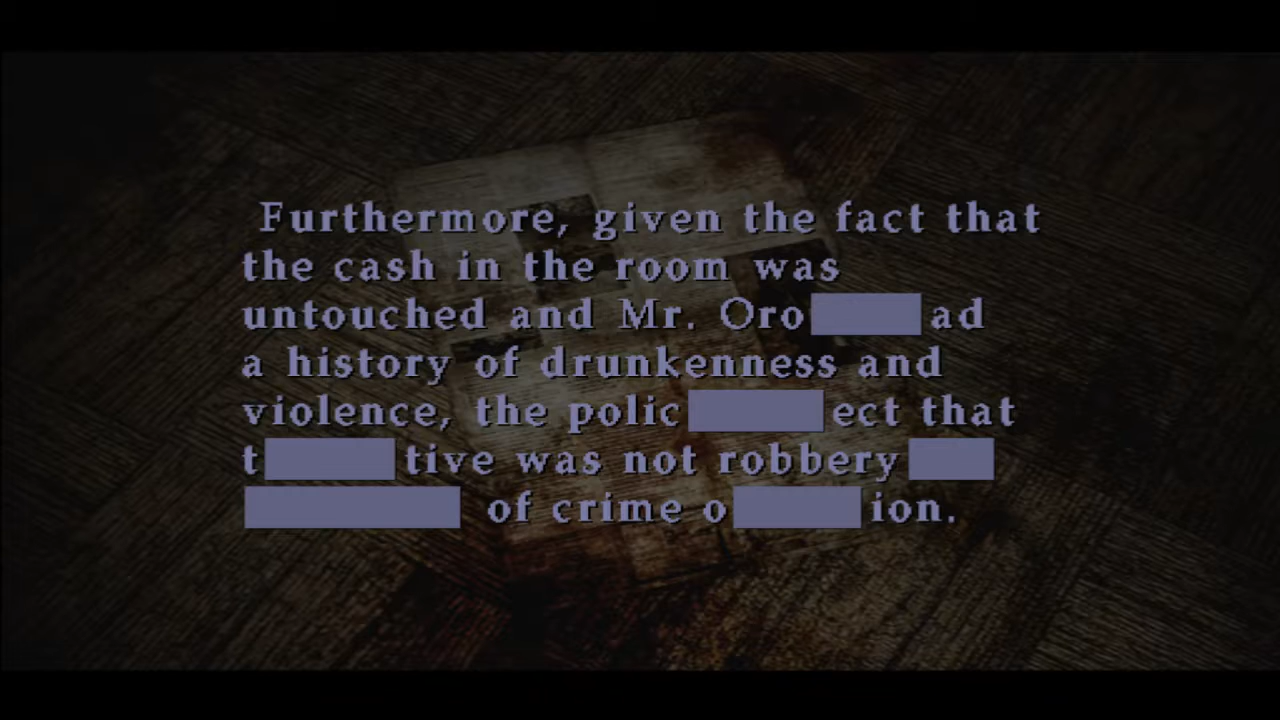 Furthermore, given the fact that
the cash in the room was
untouched and Mr. Oro ad
a history of drunkenness and
violence, the polic ect that
t tive was not robbery
of crime o ion.